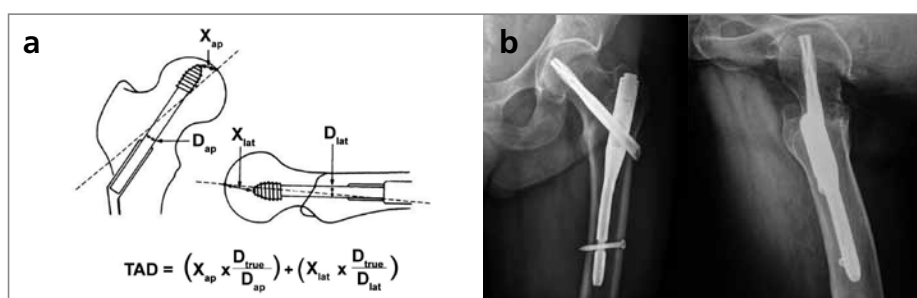 a
X_ap
D_ap
X_lat
D_lat
TAD = (X_ap x D_true/D_ap) + (X_lat x D_true/D_lat)
b